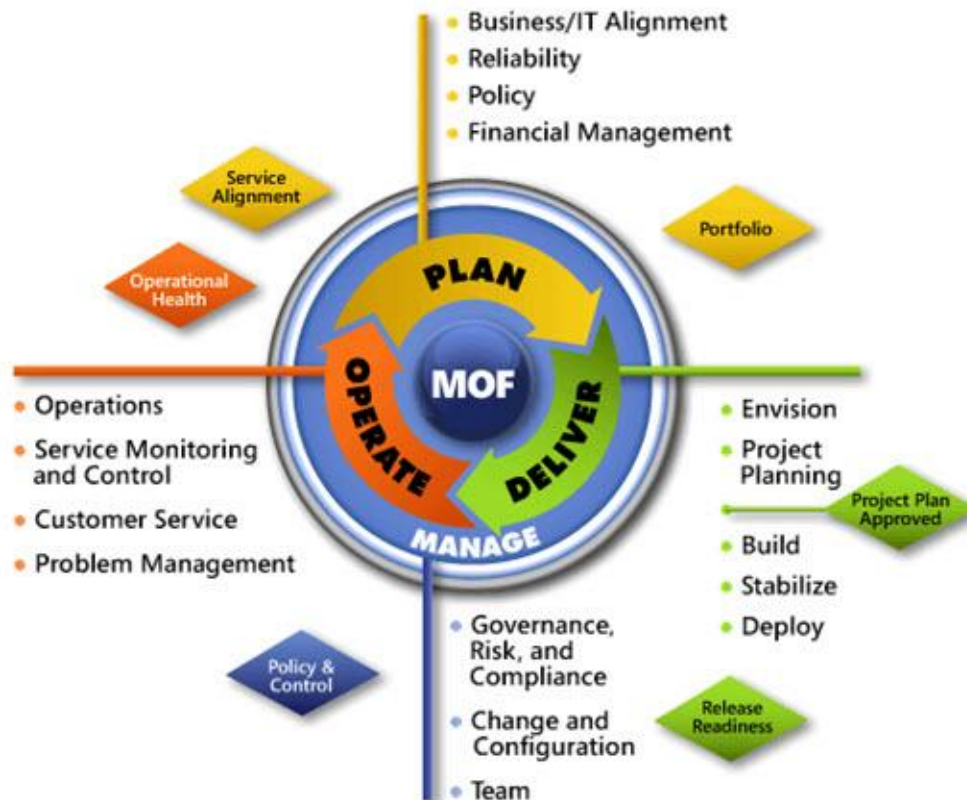 Business/IT Alignment
Reliability
Policy
Financial Management
Service
Alignment
Portfolio
Operational
Health
PLAN
MOF
OPERATE
DELIVER
MANAGE
Operations
Service Monitoring
and Control
Customer Service
Problem Management
Envision
Project
Planning
Project Plan
Approved
Build
Stabilize
Deploy
Policy &
Control
Governance,
Risk, and
Compliance
Change and
Configuration
Team
Release
Readiness